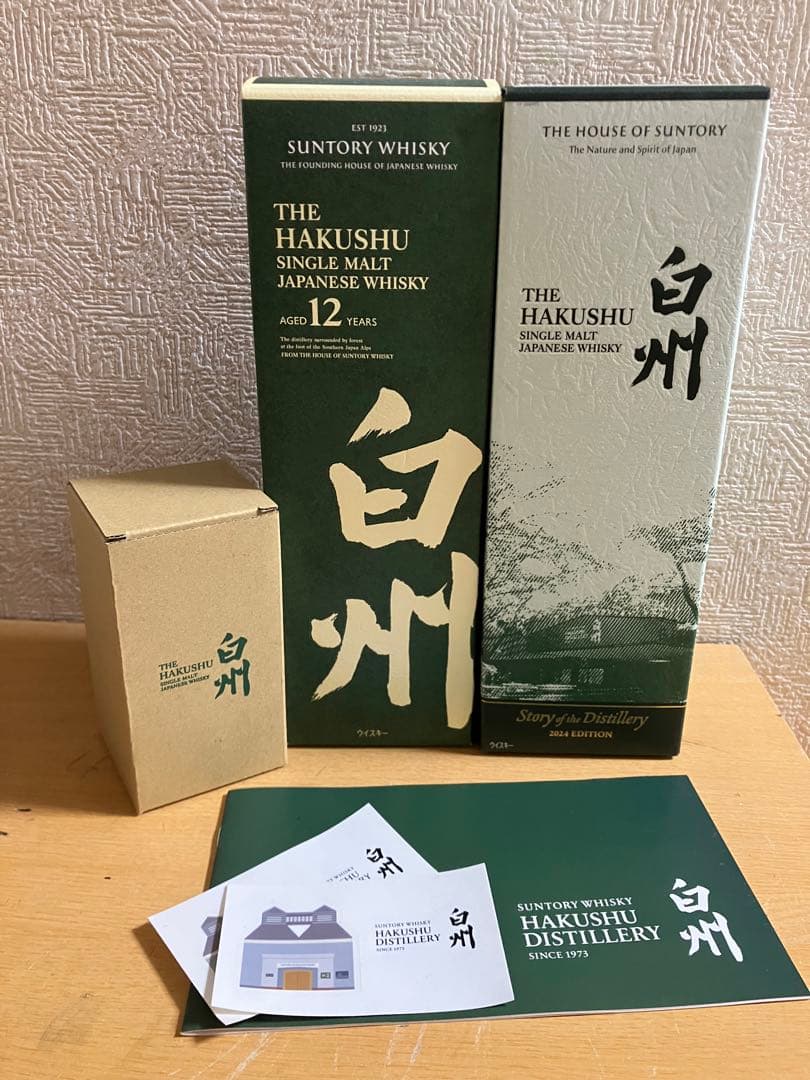 EST 1923
SUNTORY WHISKY
THE FOUNDING HOUSE OF JAPANESE WHISKY
THE
HAKUSHU
SINGLE MALT
JAPANESE WHISKY
AGED 12 YEARS
The distillery surrounded by forest
at the foot of the Southern Japan Alps
FROM THE HOUSE OF SUNTORY WHISKY
白州
ウイスキー
THE HOUSE OF SUNTORY
The Nature and Spirit of Japan
白州
THE
HAKUSHU
SINGLE MALT
JAPANESE WHISKY
Story of the Distillery
2024 EDITION
ウイスキー
THE
HAKUSHU
SINGLE MALT
JAPANESE WHISKY
白州
白州
SUNTORY WHISKY
HAKUSHU
DISTILLERY
SINCE 1973
白州
SUNTORY WHISKY
HAKUSHU
DISTILLERY
SINCE 1973
白州